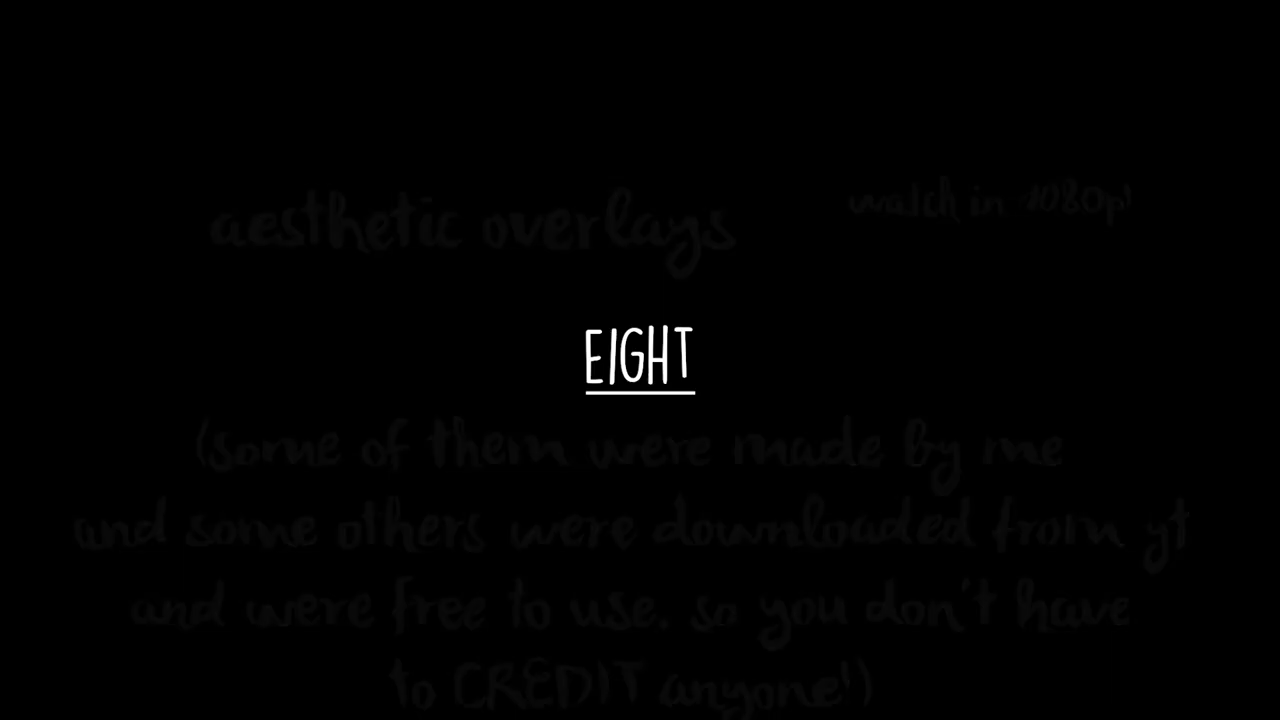 watch in 1080p!
aesthetic overlays
EIGHT
(some of them were made by me
and some others were downloaded from yt
and were free to use. so you don't have
to CREDIT anyone!)